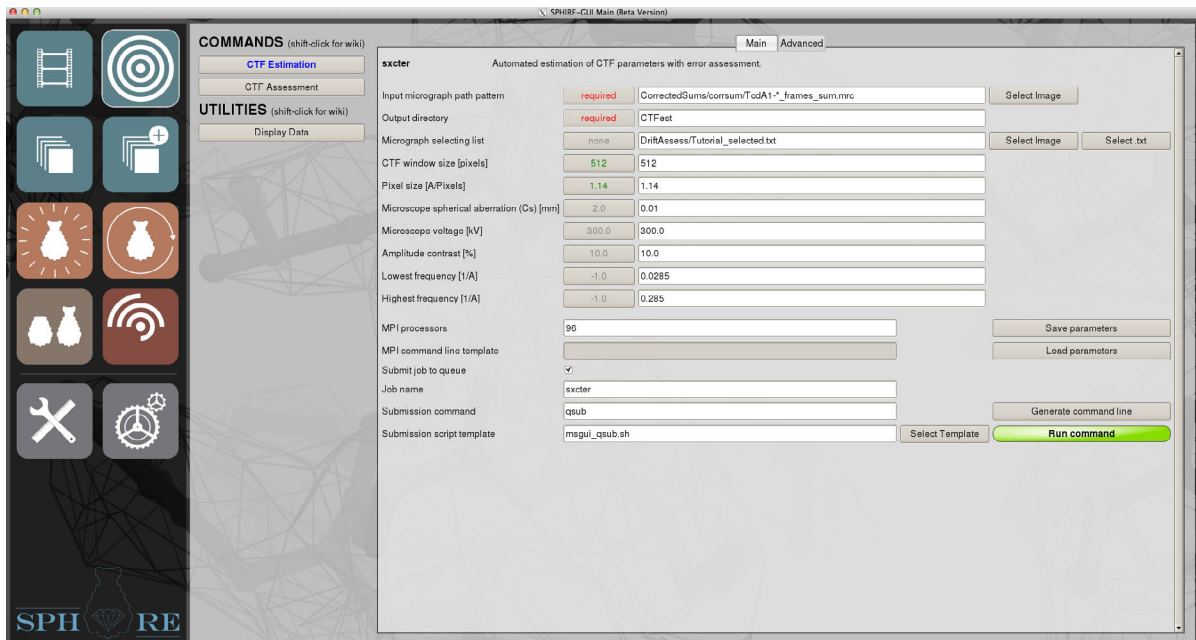 SPHIRE-GUI Main (Beta Version)
COMMANDS (shift-click for wiki)
CTF Estimation
CTF Assessment
UTILITIES (shift-click for wiki)
Display Data
Main Advanced
sxcter Automated estimation of CTF parameters with error assessment.
Input micrograph path pattern required CorrectedSums/corrsum/TcdA1-*_frames_sum.mrc Select Image
Output directory required CTFest
Micrograph selecting list none DriftAssess/Tutorial_selected.txt Select Image Select .txt
CTF window size [pixels] 512 512
Pixel size [A/Pixels] 1.14 1.14
Microscope spherical aberration (Cs) [mm] 2.0 0.01
Microscope voltage [kV] 300.0 300.0
Amplitude contrast [%] 10.0 10.0
Lowest frequency [1/A] -1.0 0.0285
Highest frequency [1/A] -1.0 0.285
MPI processors 96 Save parameters
MPI command line template Load parameters
Submit job to queue
Job name sxcter
Submission command qsub Generate command line
Submission script template msgui_qsub.sh Select Template Run command
SPHIRE